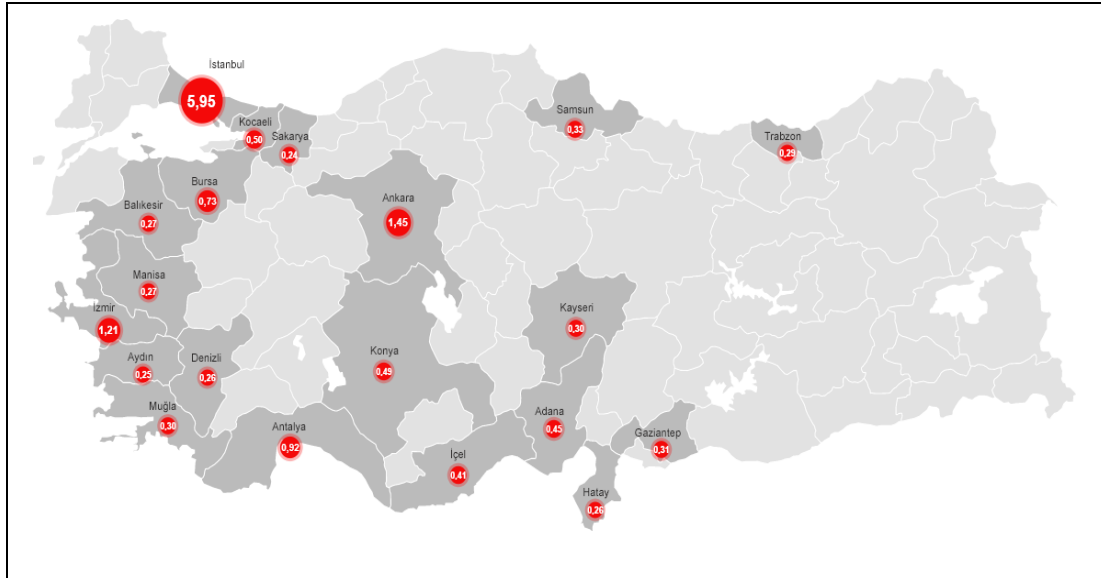 İstanbul
5,95
Kocaeli
0,50
Sakarya
0,24
Samsun
0,33
Trabzon
0,29
Bursa
0,73
Balıkesir
0,27
Ankara
1,45
Manisa
0,27
İzmir
1,21
Kayseri
0,30
Aydın
0,25
Denizli
0,26
Konya
0,49
Muğla
0,30
Antalya
0,92
Adana
0,45
Gaziantep
0,31
İçel
0,41
Hatay
0,26